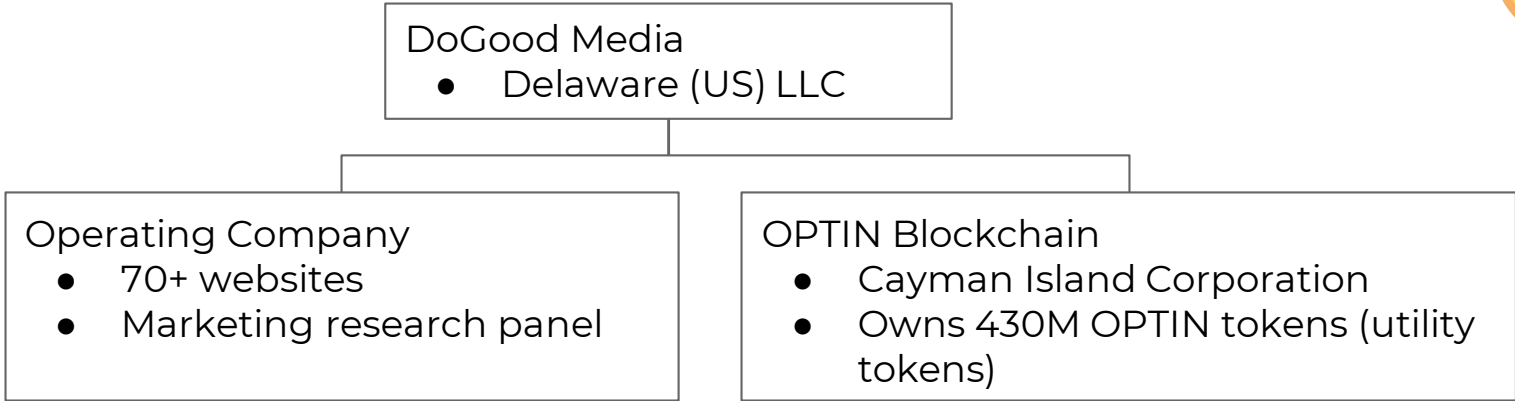 DoGood Media
● Delaware (US) LLC
Operating Company
● 70+ websites
● Marketing research panel
OPTIN Blockchain
● Cayman Island Corporation
● Owns 430M OPTIN tokens (utility
tokens)